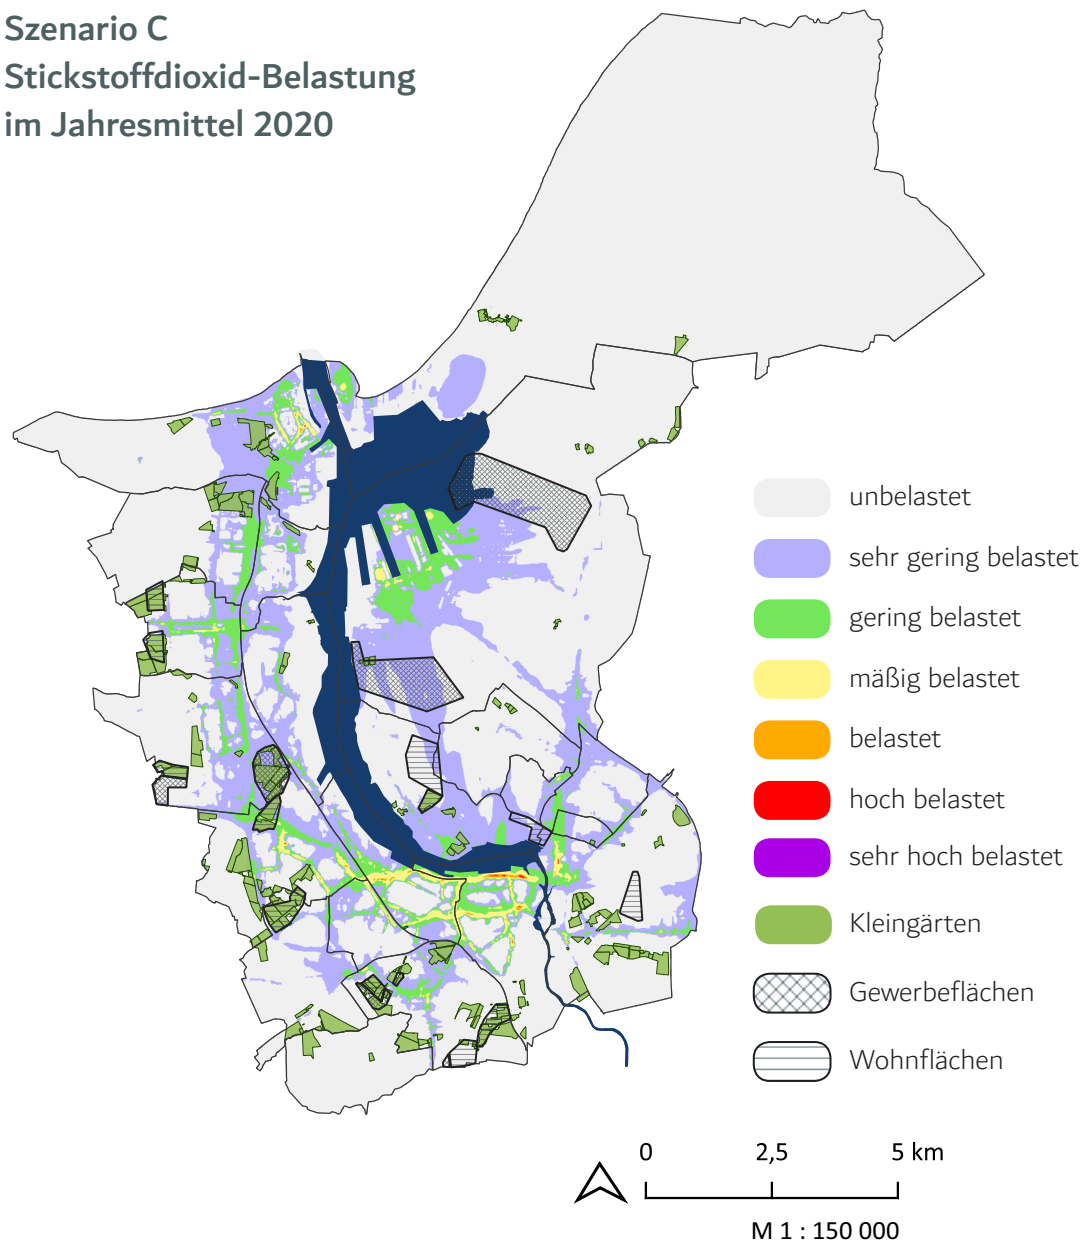 Szenario C
Stickstoffdioxid-Belastung
im Jahresmittel 2020
unbelastet
sehr gering belastet
gering belastet
mäßig belastet
belastet
hoch belastet
sehr hoch belastet
Kleingärten
Gewerbeflächen
Wohnflächen
0 2,5 5 km
M 1 : 150 000